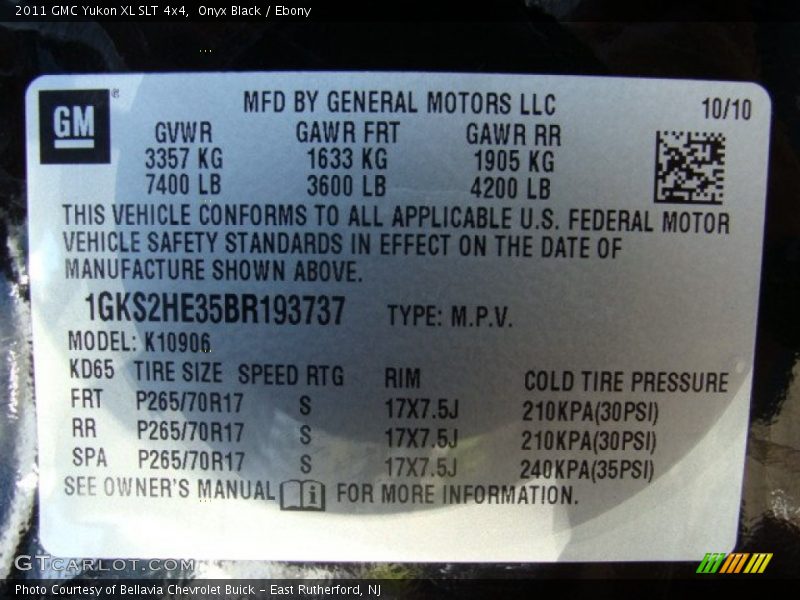 2011 GMC Yukon XL SLT 4x4, Onyx Black / Ebony
GM ®
MFD BY GENERAL MOTORS LLC 10/10
GVWR GAWR FRT GAWR RR
3357 KG 1633 KG 1905 KG
7400 LB 3600 LB 4200 LB
THIS VEHICLE CONFORMS TO ALL APPLICABLE U.S. FEDERAL MOTOR
VEHICLE SAFETY STANDARDS IN EFFECT ON THE DATE OF
MANUFACTURE SHOWN ABOVE.
1GKS2HE35BR193737 TYPE: M.P.V.
MODEL: K10906
KD65 TIRE SIZE SPEED RTG RIM COLD TIRE PRESSURE
FRT P265/70R17 S 17X7.5J 210KPA(30PSI)
RR P265/70R17 S 17X7.5J 210KPA(30PSI)
SPA P265/70R17 S 17X7.5J 240KPA(35PSI)
SEE OWNER'S MANUAL i FOR MORE INFORMATION.
GTCARLOT.COM
Photo Courtesy of Bellavia Chevrolet Buick - East Rutherford, NJ